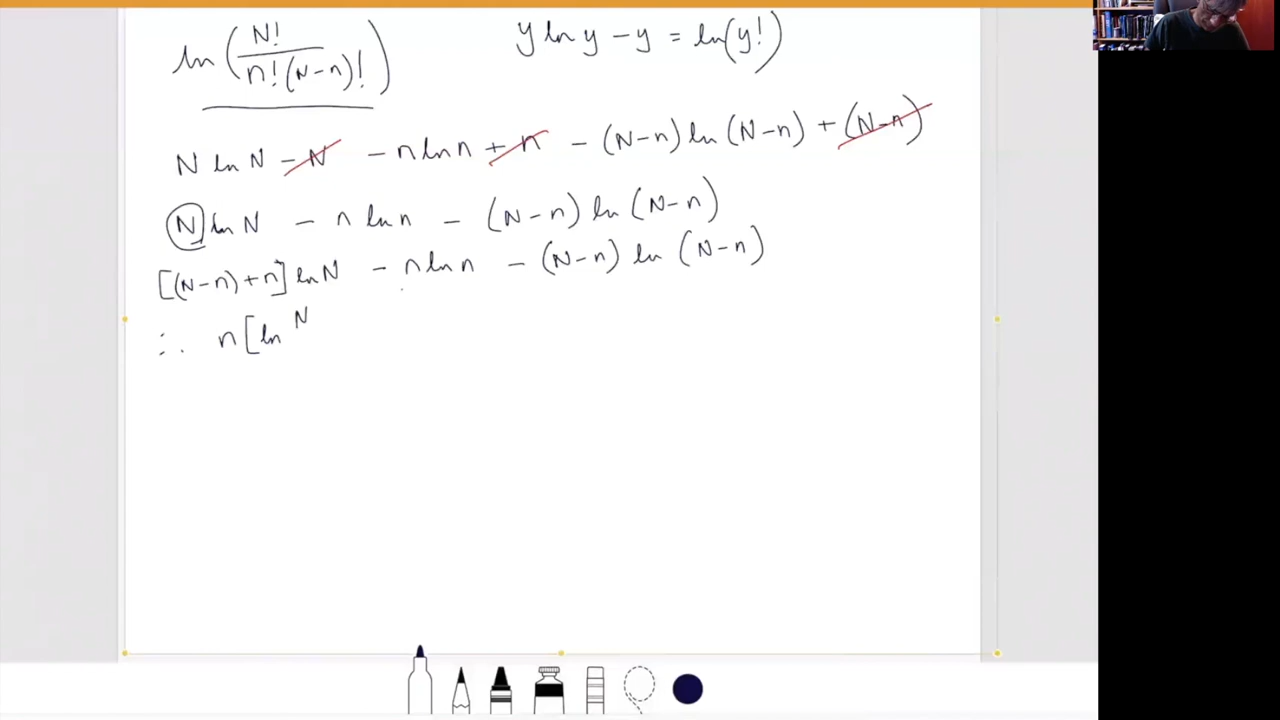 ln(N!/n!(N-n)!) y ln y - y = ln(y!)
N ln N - N - n ln n + n - (N-n) ln (N-n) + (N-n)
N ln N - n ln n - (N-n) ln (N-n)
[(N-n)+n] ln N - n ln n - (N-n) ln (N-n)
∴ n[ln N